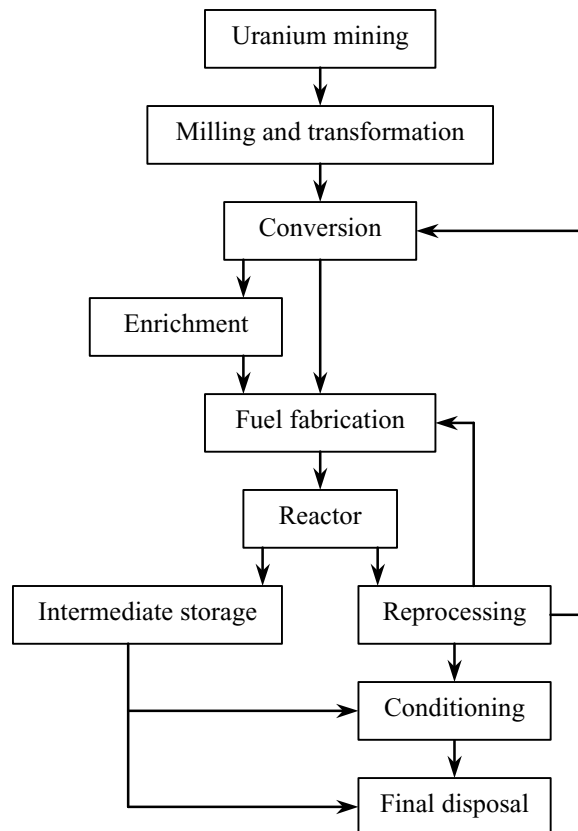 Uranium mining
Milling and transformation
Conversion
Enrichment
Fuel fabrication
Reactor
Intermediate storage
Reprocessing
Conditioning
Final disposal